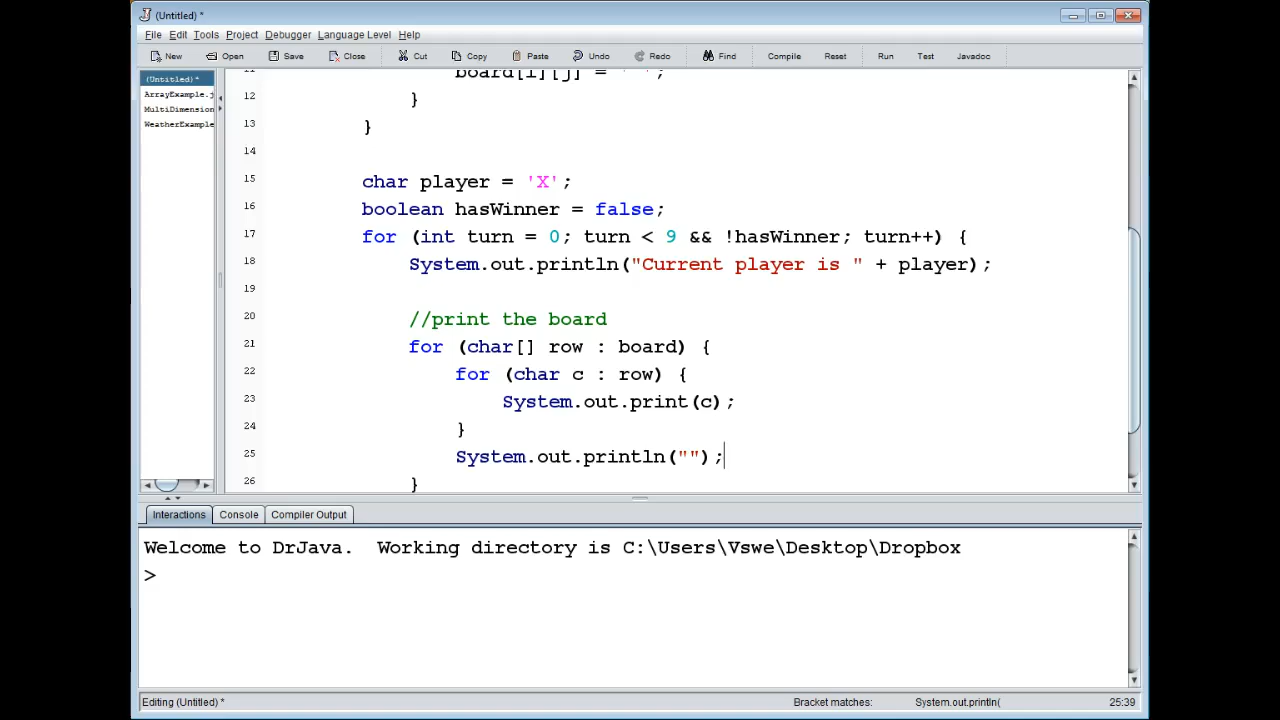 (Untitled) *
File Edit Tools Project Debugger Language Level Help
New Open Save Close Cut Copy Paste Undo Redo Find Compile Reset Run Test Javadoc
(Untitled) *
ArrayExample.j
MultiDimension
WeatherExample
board[i][j] = ' ';
12 }
13 }
14
15 char player = 'X';
16 boolean hasWinner = false;
17 for (int turn = 0; turn < 9 && !hasWinner; turn++) {
18 System.out.println("Current player is " + player);
19
20 //print the board
21 for (char[] row : board) {
22 for (char c : row) {
23 System.out.print(c);
24 }
25 System.out.println("");
26 }
Interactions Console Compiler Output
Welcome to DrJava.  Working directory is C:\Users\Vswe\Desktop\Dropbox
>
Editing (Untitled) * Bracket matches: System.out.println( 25:39